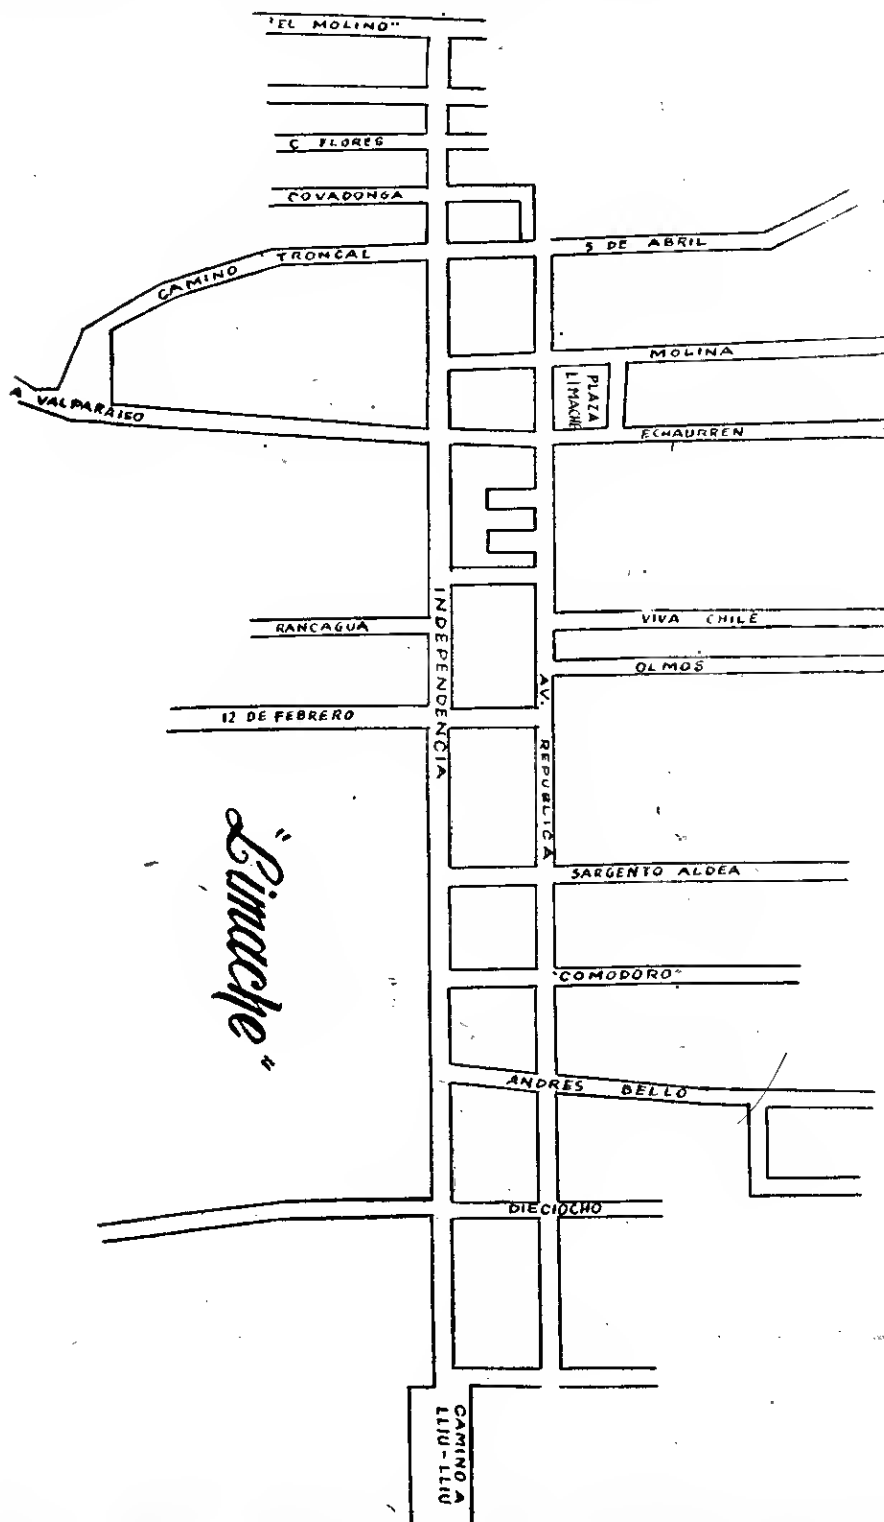 "EL MOLINO"
C FLORES
COVADONGA
CAMINO TRONCAL
5 DE ABRIL
MOLINA
PLAZA
LIMACHE
A VALPARAISO
ECHAURREN
INDEPENDENCIA
RANCAGUA
VIVA CHILE
OLMOS
AV. REPUBLICA
12 DE FEBRERO
"Limache"
SARGENTO ALDEA
"COMODORO"
ANDRES BELLO
DIECIOCHO
CAMINO A
LLIU-LLIU